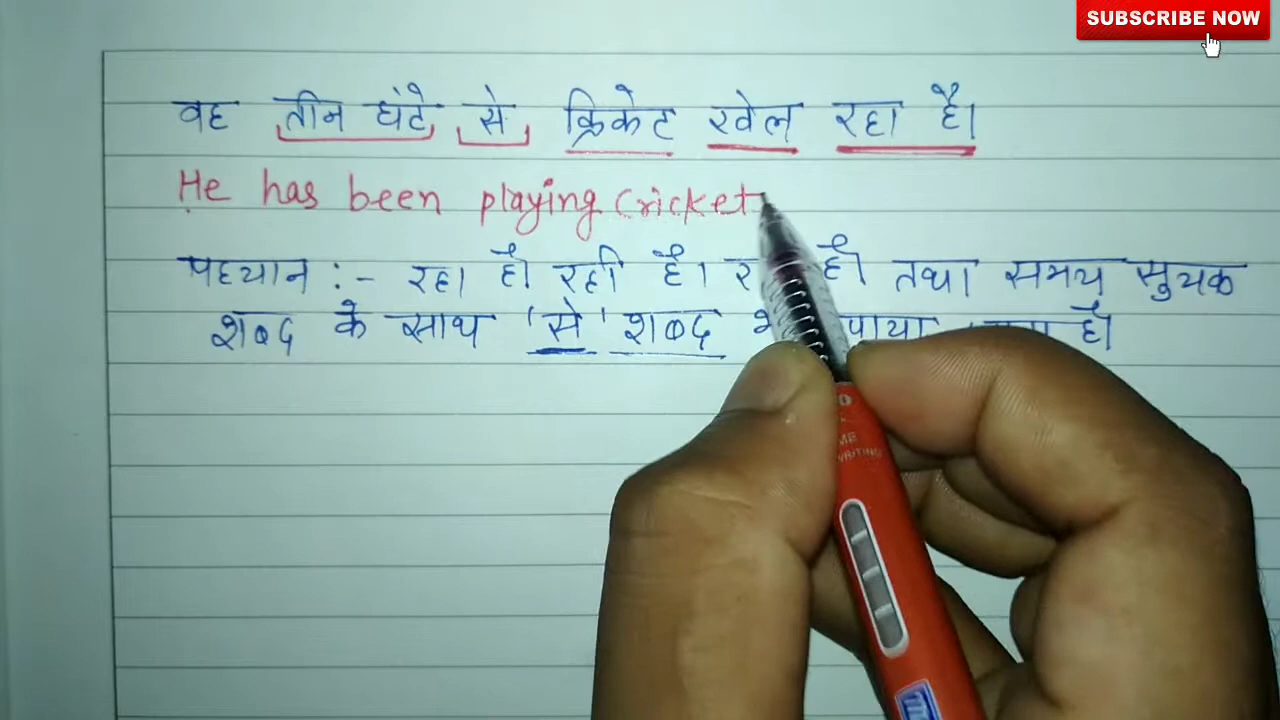 SUBSCRIBE NOW
वह तीन घंटे से क्रिकेट खेल रहा है।
He has been playing Cricket
पहचान :- रहा है। रही है। है। तथा समय सुचक
शब्द के साथ 'से' शब्द पाया है।